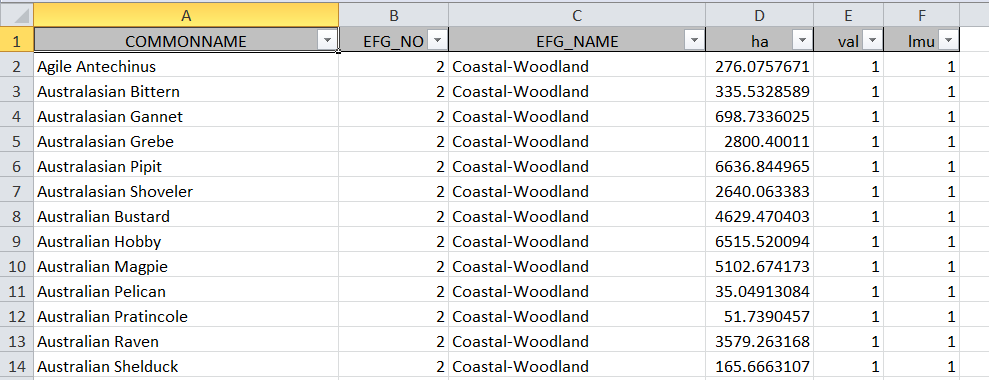 A B C D E F
1 COMMONNAME EFG_NO EFG_NAME ha val lmu
2 Agile Antechinus 2 Coastal-Woodland 276.0757671 1 1
3 Australasian Bittern 2 Coastal-Woodland 335.5328589 1 1
4 Australasian Gannet 2 Coastal-Woodland 698.7336025 1 1
5 Australasian Grebe 2 Coastal-Woodland 2800.40011 1 1
6 Australasian Pipit 2 Coastal-Woodland 6636.844965 1 1
7 Australasian Shoveler 2 Coastal-Woodland 2640.063383 1 1
8 Australian Bustard 2 Coastal-Woodland 4629.470403 1 1
9 Australian Hobby 2 Coastal-Woodland 6515.520094 1 1
10 Australian Magpie 2 Coastal-Woodland 5102.674173 1 1
11 Australian Pelican 2 Coastal-Woodland 35.04913084 1 1
12 Australian Pratincole 2 Coastal-Woodland 51.7390457 1 1
13 Australian Raven 2 Coastal-Woodland 3579.263168 1 1
14 Australian Shelduck 2 Coastal-Woodland 165.6663107 1 1